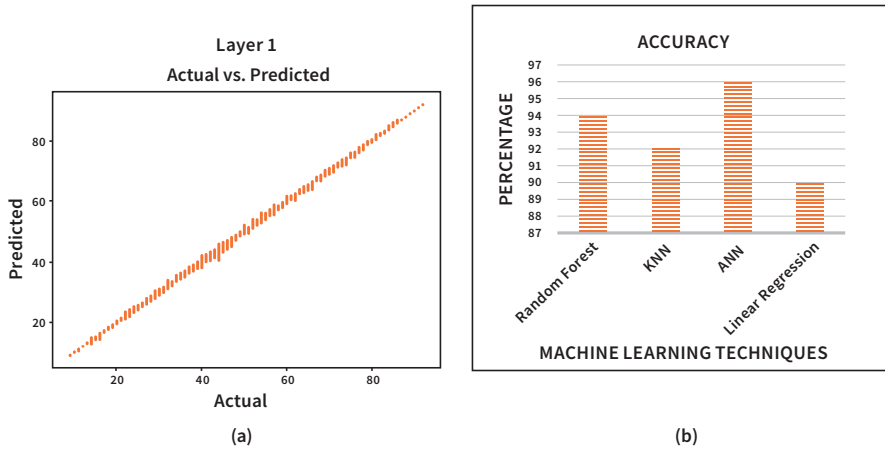 Layer 1
Actual vs. Predicted
Predicted
80
60
40
20
20 40 60 80
Actual
(a)
ACCURACY
PERCENTAGE
97
96
95
94
93
92
91
90
89
88
87
Random Forest
KNN
ANN
Linear Regression
MACHINE LEARNING TECHNIQUES
(b)